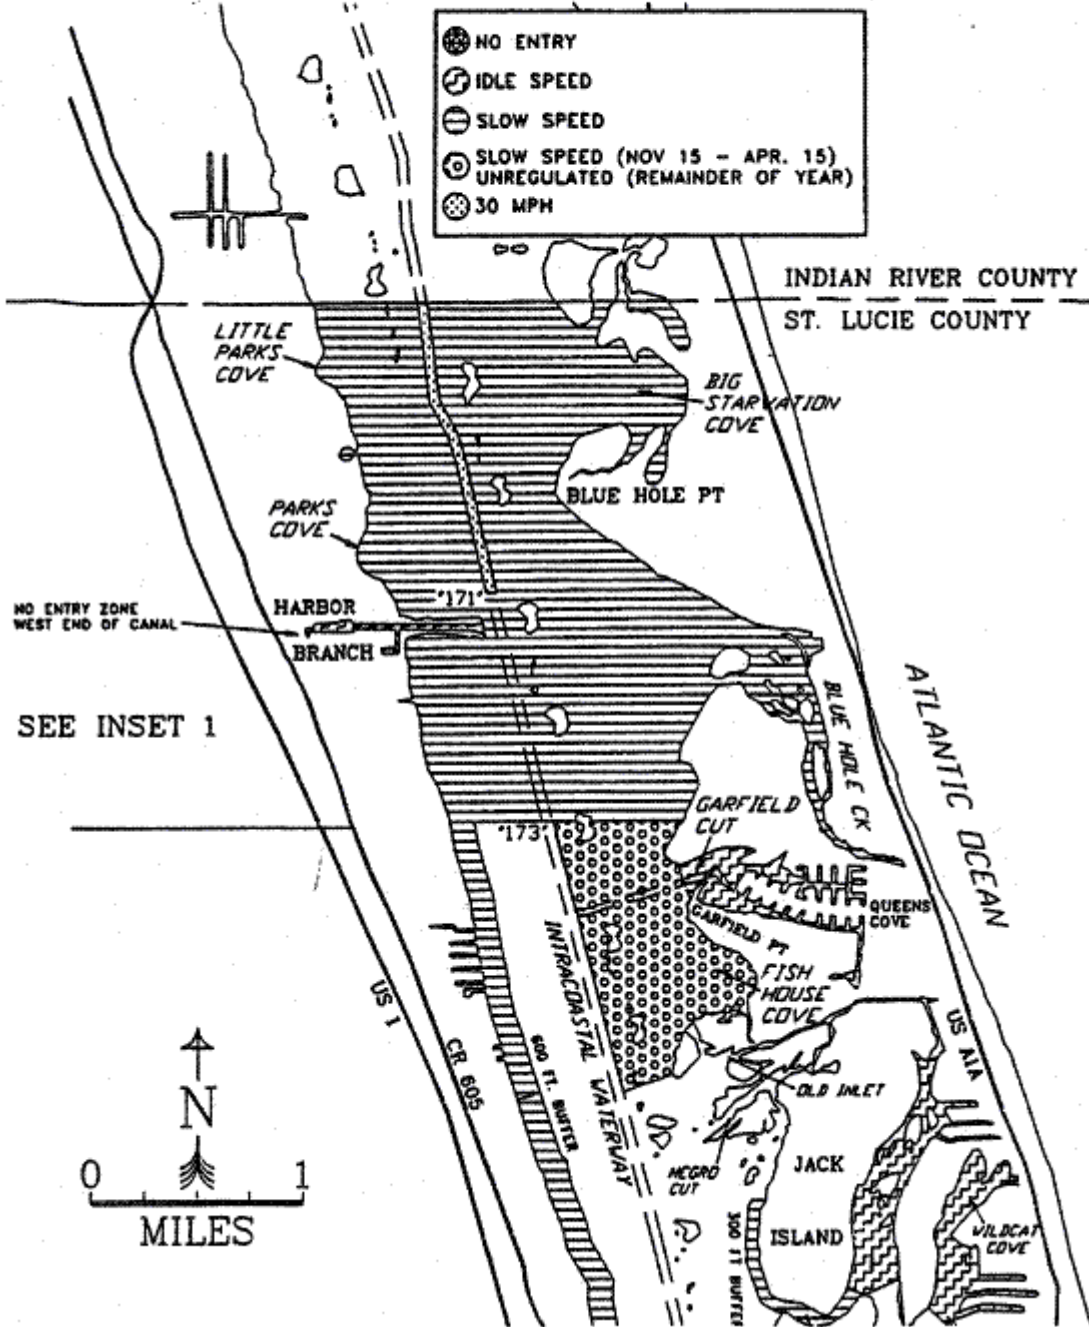 NO ENTRY
IDLE SPEED
SLOW SPEED
SLOW SPEED (NOV 15 - APR. 15)
UNREGULATED (REMAINDER OF YEAR)
30 MPH
INDIAN RIVER COUNTY
ST. LUCIE COUNTY
LITTLE
PARKS
COVE
BIG
STARVATION
COVE
BLUE HOLE PT
PARKS
COVE
"171"
NO ENTRY ZONE
WEST END OF CANAL
HARBOR
BRANCH
SEE INSET 1
BLUE HOLE CK
ATLANTIC OCEAN
GARFIELD
CUT
"173"
QUEENS
COVE
GARFIELD PT
FISH
HOUSE
COVE
INTRACOASTAL WATERWAY
US 1
CR 605
600 FT. BUFFER
US A1A
OLD INLET
NEGRO
CUT
JACK
ISLAND
300 FT BUFFER
WILDCAT
COVE
N
0 1
MILES